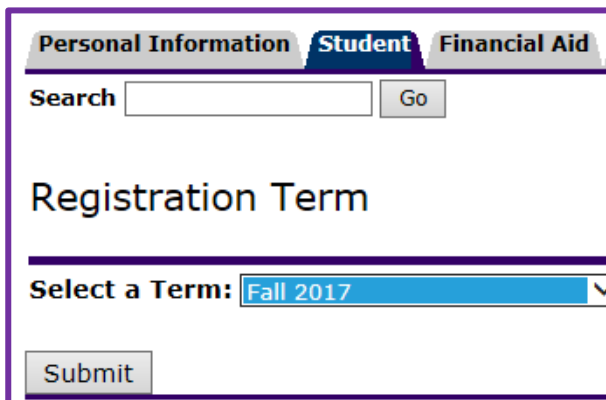 Personal Information Student Financial Aid
Search Go
Registration Term
Select a Term: Fall 2017
Submit